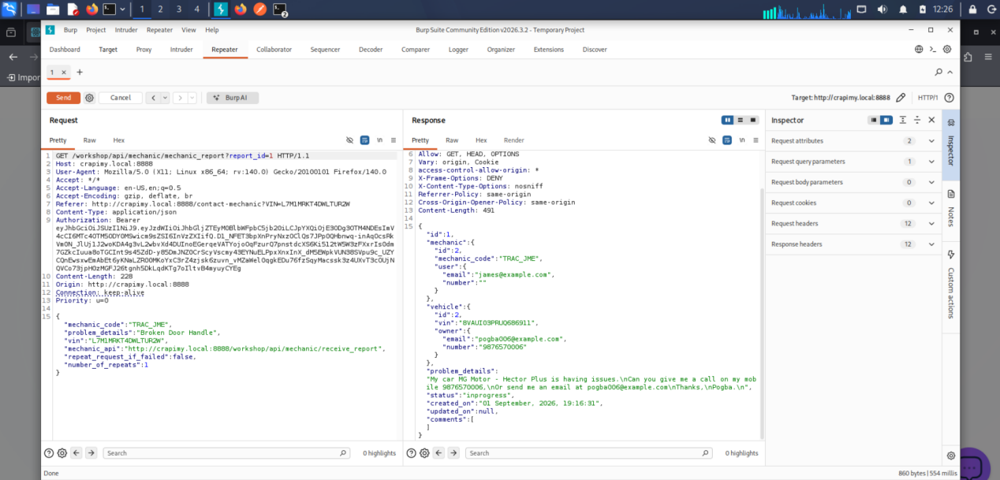 1 2 3 4
2
12:26
Impor
Burp Project Intruder Repeater View Help
Burp Suite Community Edition v2026.3.2 - Temporary Project
Dashboard Target Proxy Intruder Repeater Collaborator Sequencer Decoder Comparer Logger Organizer Extensions Discover
1 × +
Send Cancel < > Burp AI
Target: http://crapimy.local:8888 HTTP/1
Request
Pretty Raw Hex
1 GET /workshop/api/mechanic/mechanic_report?report_id=1 HTTP/1.1
2 Host: crapimy.local:8888
3 User-Agent: Mozilla/5.0 (X11; Linux x86_64; rv:140.0) Gecko/20100101 Firefox/140.0
4 Accept: */*
5 Accept-Language: en-US,en;q=0.5
6 Accept-Encoding: gzip, deflate, br
7 Referer: http://crapimy.local:8888/contact-mechanic?VIN=L7M1MRKT4DWLTUR2W
8 Content-Type: application/json
9 Authorization: Bearer
10 Content-Length: 228
11 Origin: http://crapimy.local:8888
12 Connection: keep-alive
13 Priority: u=0
14
15 {
"mechanic_code":"TRAC_JME",
"problem_details":"Broken Door Handle",
"vin":"L7M1MRKT4DWLTUR2W",
"mechanic_api":"http://crapimy.local:8888/workshop/api/mechanic/receive_report",
"repeat_request_if_failed":false,
"number_of_repeats":1
}
Search 0 highlights
Response
Pretty Raw Hex Render
6 Allow: GET, HEAD, OPTIONS
7 Vary: origin, Cookie
8 access-control-allow-origin: *
9 X-Frame-Options: DENY
10 X-Content-Type-Options: nosniff
11 Referrer-Policy: same-origin
12 Cross-Origin-Opener-Policy: same-origin
13 Content-Length: 491
14
15 {
"id":1,
"mechanic":{
"id":2,
"mechanic_code":"TRAC_JME",
"user":{
"email":"james@example.com",
"number":""
}
},
"vehicle":{
"id":2,
"vin":"8VAUI03PRUQ686911",
"owner":{
"email":"pogba006@example.com",
"number":"9876570006"
}
},
"problem_details":
"My car MG Motor - Hector Plus is having issues.\nCan you give me a call on my mob
ile 9876570006,\nOr send me an email at pogba006@example.com\nThanks,\nPogba.\n",
"status":"inprogress",
"created_on":"01 September, 2026, 19:16:31",
"updated_on":null,
"comments":[
]
}
Search 0 highlights
Inspector
Request attributes 2
Request query parameters 1
Request body parameters 0
Request cookies 0
Request headers 12
Response headers 12
Inspector
Notes
Custom actions
Done
860 bytes | 554 millis